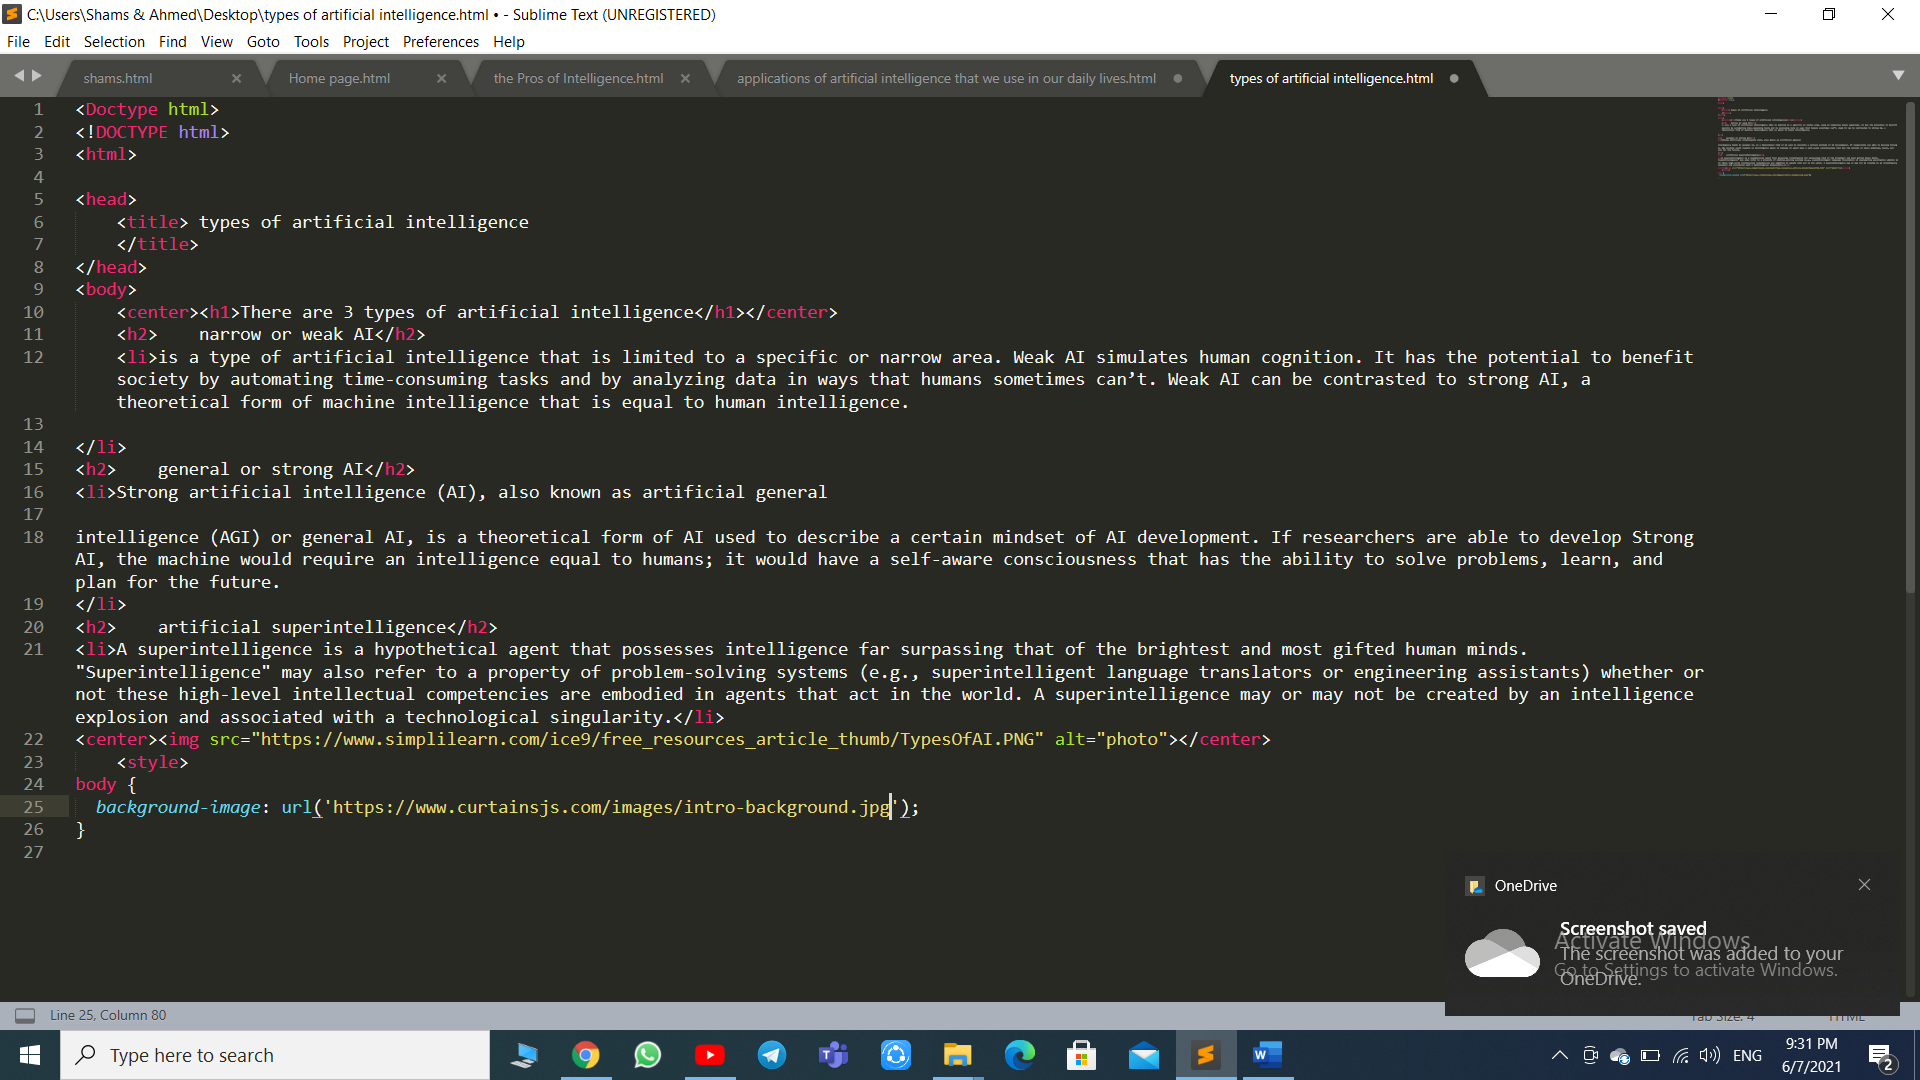 C:\Users\Shams & Ahmed\Desktop\types of artificial intelligence.html • - Sublime Text (UNREGISTERED)
File Edit Selection Find View Goto Tools Project Preferences Help
shams.html Home page.html the Pros of Intelligence.html applications of artificial intelligence that we use in our daily lives.html types of artificial intelligence.html
1 <Doctype html>
2 <!DOCTYPE html>
3 <html>
4
5 <head>
6 <title> types of artificial intelligence
7 </title>
8 </head>
9 <body>
10 <center><h1>There are 3 types of artificial intelligence</h1></center>
11 <h2>    narrow or weak AI</h2>
12 <li>is a type of artificial intelligence that is limited to a specific or narrow area. Weak AI simulates human cognition. It has the potential to benefit
society by automating time-consuming tasks and by analyzing data in ways that humans sometimes can’t. Weak AI can be contrasted to strong AI, a
theoretical form of machine intelligence that is equal to human intelligence.
13
14 </li>
15 <h2>    general or strong AI</h2>
16 <li>Strong artificial intelligence (AI), also known as artificial general
17
18 intelligence (AGI) or general AI, is a theoretical form of AI used to describe a certain mindset of AI development. If researchers are able to develop Strong
AI, the machine would require an intelligence equal to humans; it would have a self-aware consciousness that has the ability to solve problems, learn, and
plan for the future.
19 </li>
20 <h2>    artificial superintelligence</h2>
21 <li>A superintelligence is a hypothetical agent that possesses intelligence far surpassing that of the brightest and most gifted human minds.
"Superintelligence" may also refer to a property of problem-solving systems (e.g., superintelligent language translators or engineering assistants) whether or
not these high-level intellectual competencies are embodied in agents that act in the world. A superintelligence may or may not be created by an intelligence
explosion and associated with a technological singularity.</li>
22 <center><img src="https://www.simplilearn.com/ice9/free_resources_article_thumb/TypesOfAI.PNG" alt="photo"></center>
23 <style>
24 body {
25 background-image: url('https://www.curtainsjs.com/images/intro-background.jpg');
26 }
27
OneDrive
Screenshot saved
Activate Windows
The screenshot was added to your
Go to Settings to activate Windows.
OneDrive.
Line 25, Column 80
Tab Size: 4 HTML
Type here to search
ENG
9:31 PM
6/7/2021
2